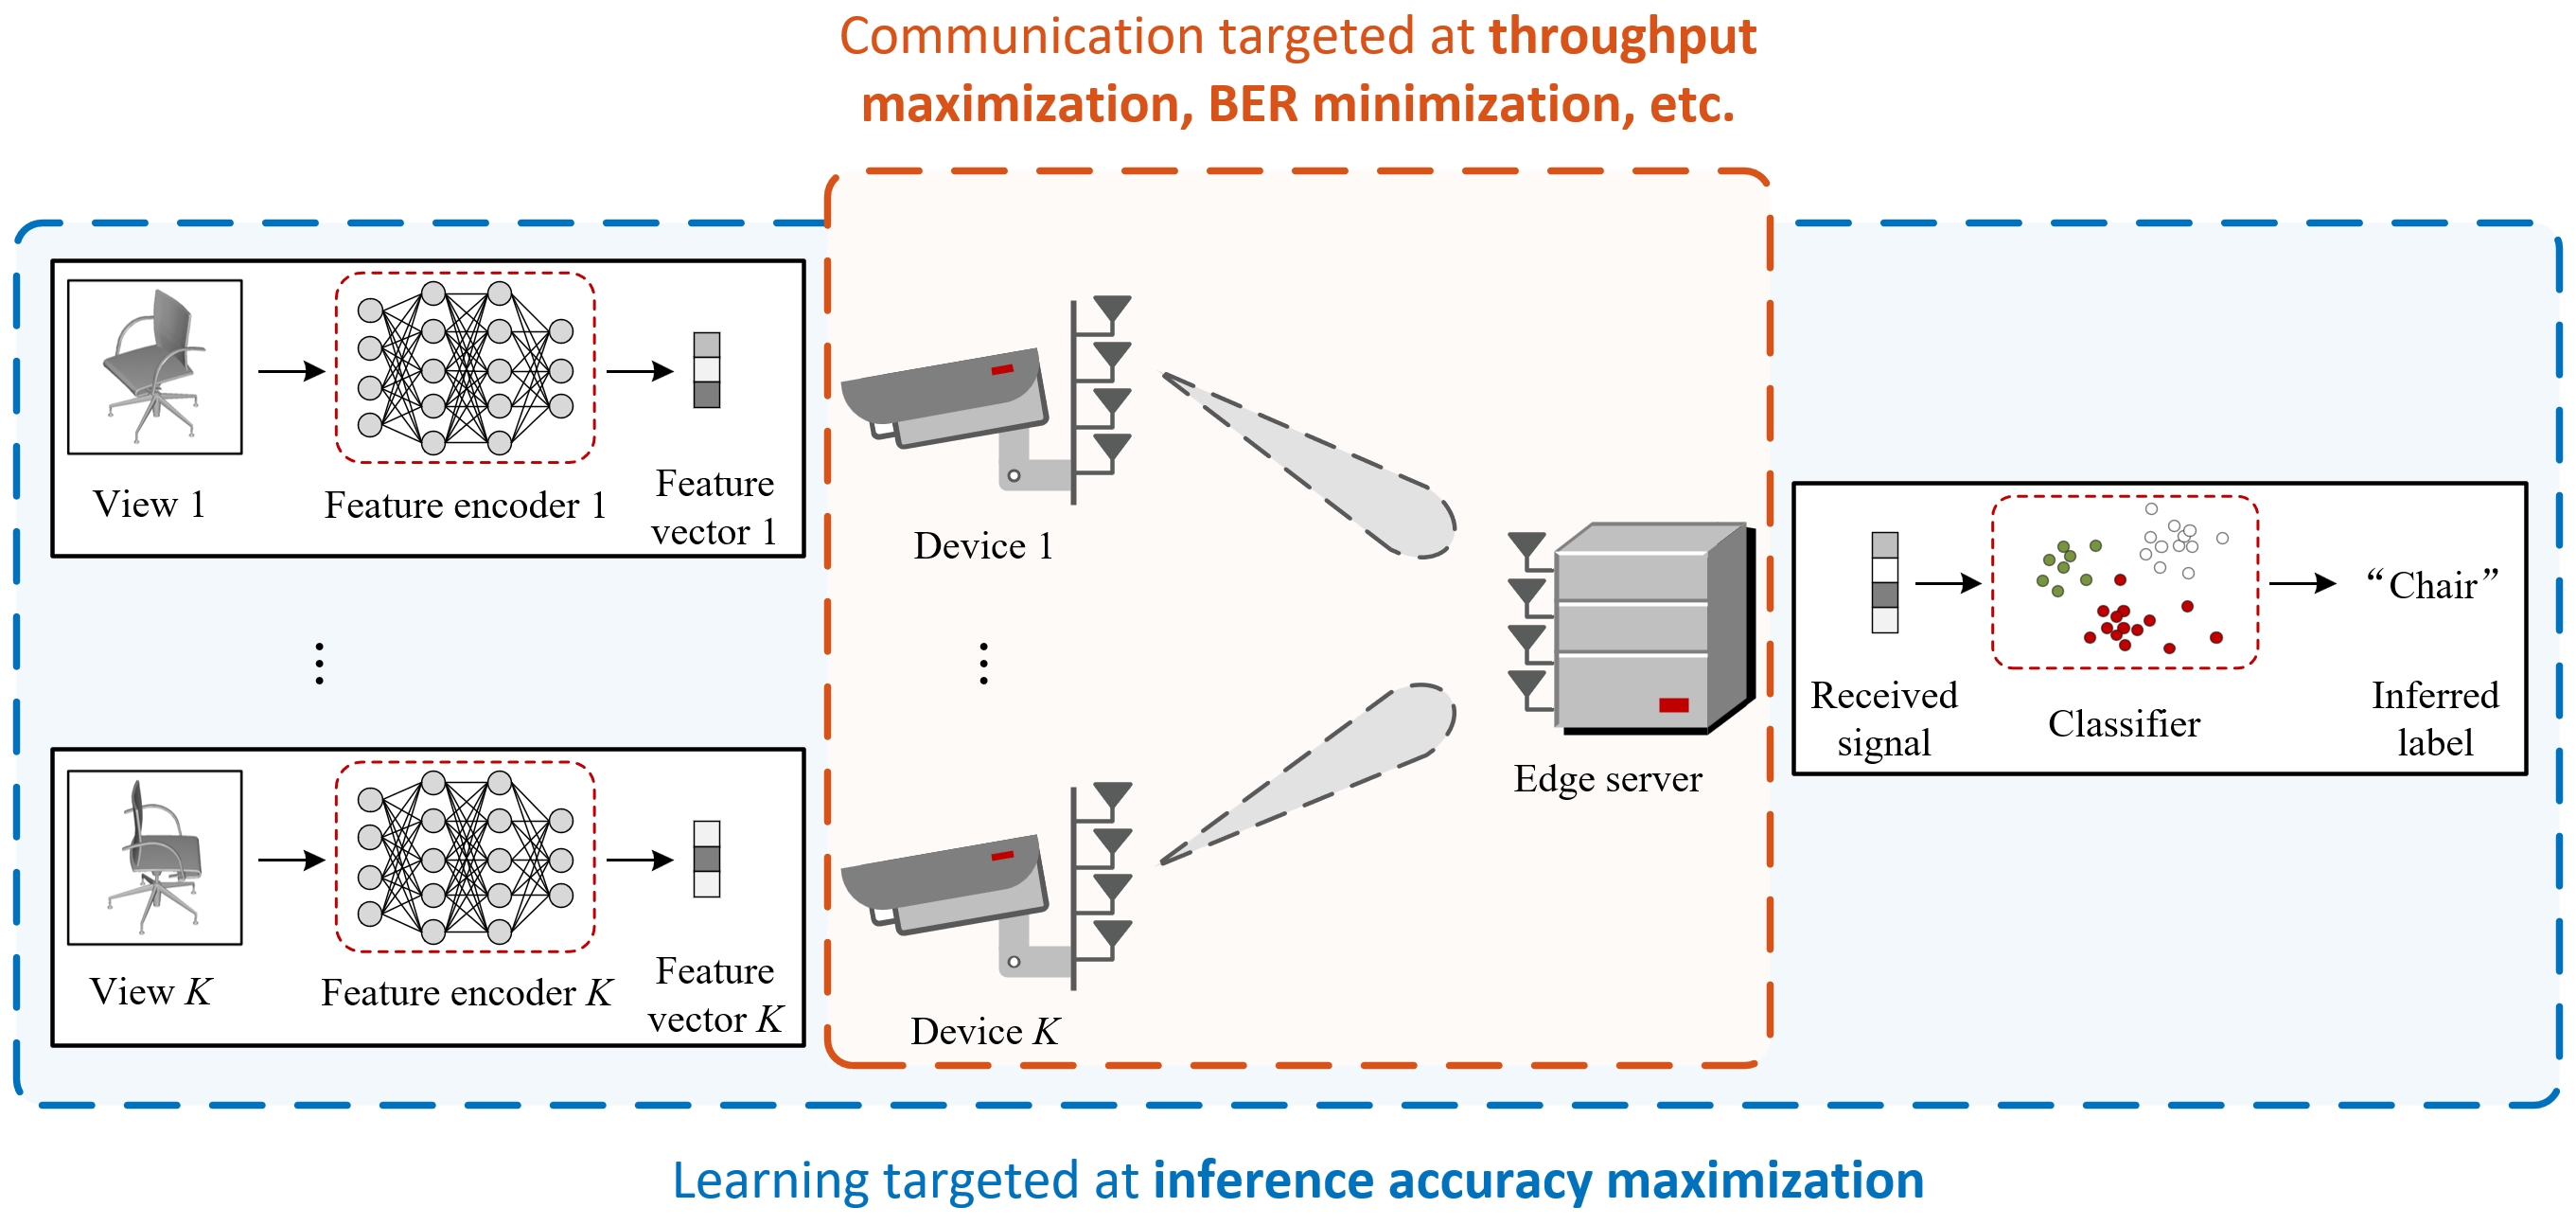 Communication targeted at throughput
maximization, BER minimization, etc.
View 1
Feature encoder 1
Feature
vector 1
Device 1
View K
Feature encoder K
Feature
vector K
Device K
Edge server
Received
signal
Classifier
“Chair”
Inferred
label
Learning targeted at inference accuracy maximization